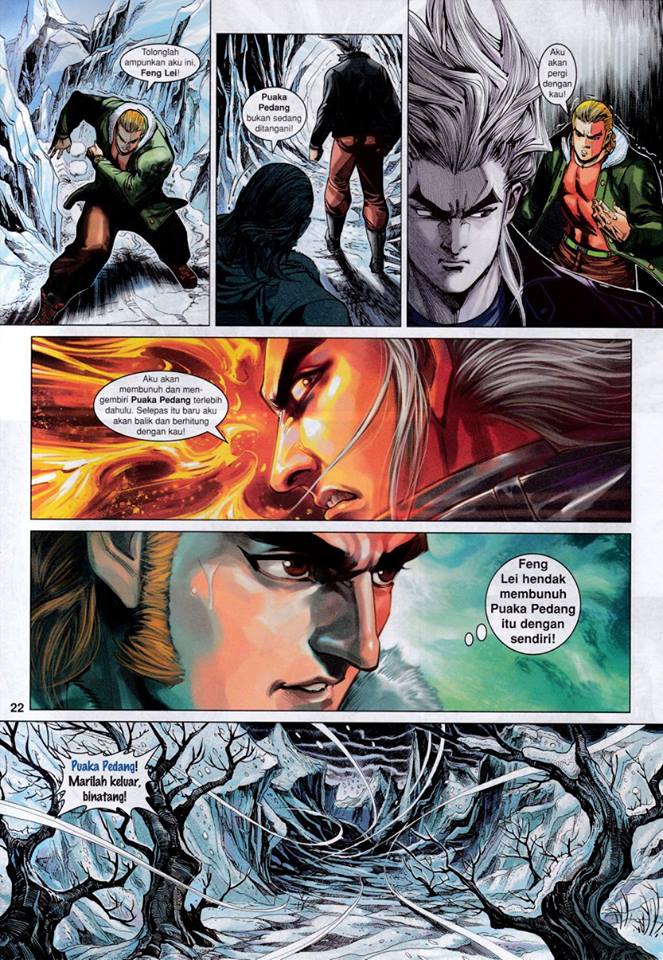 Tolonglah
ampunkan aku ini,
Feng Lei!
Puaka
Pedang
bukan sedang
ditangani!
Aku
akan
pergi
dengan
kau!
Aku akan
membunuh dan men-
gembiri Puaka Pedang terlebih
dahulu. Selepas itu baru aku
akan balik dan berhitung
dengan kau!
Feng
Lei hendak
membunuh
Puaka Pedang
itu dengan
sendiri!
22
Puaka Pedang!
Marilah keluar,
binatang!